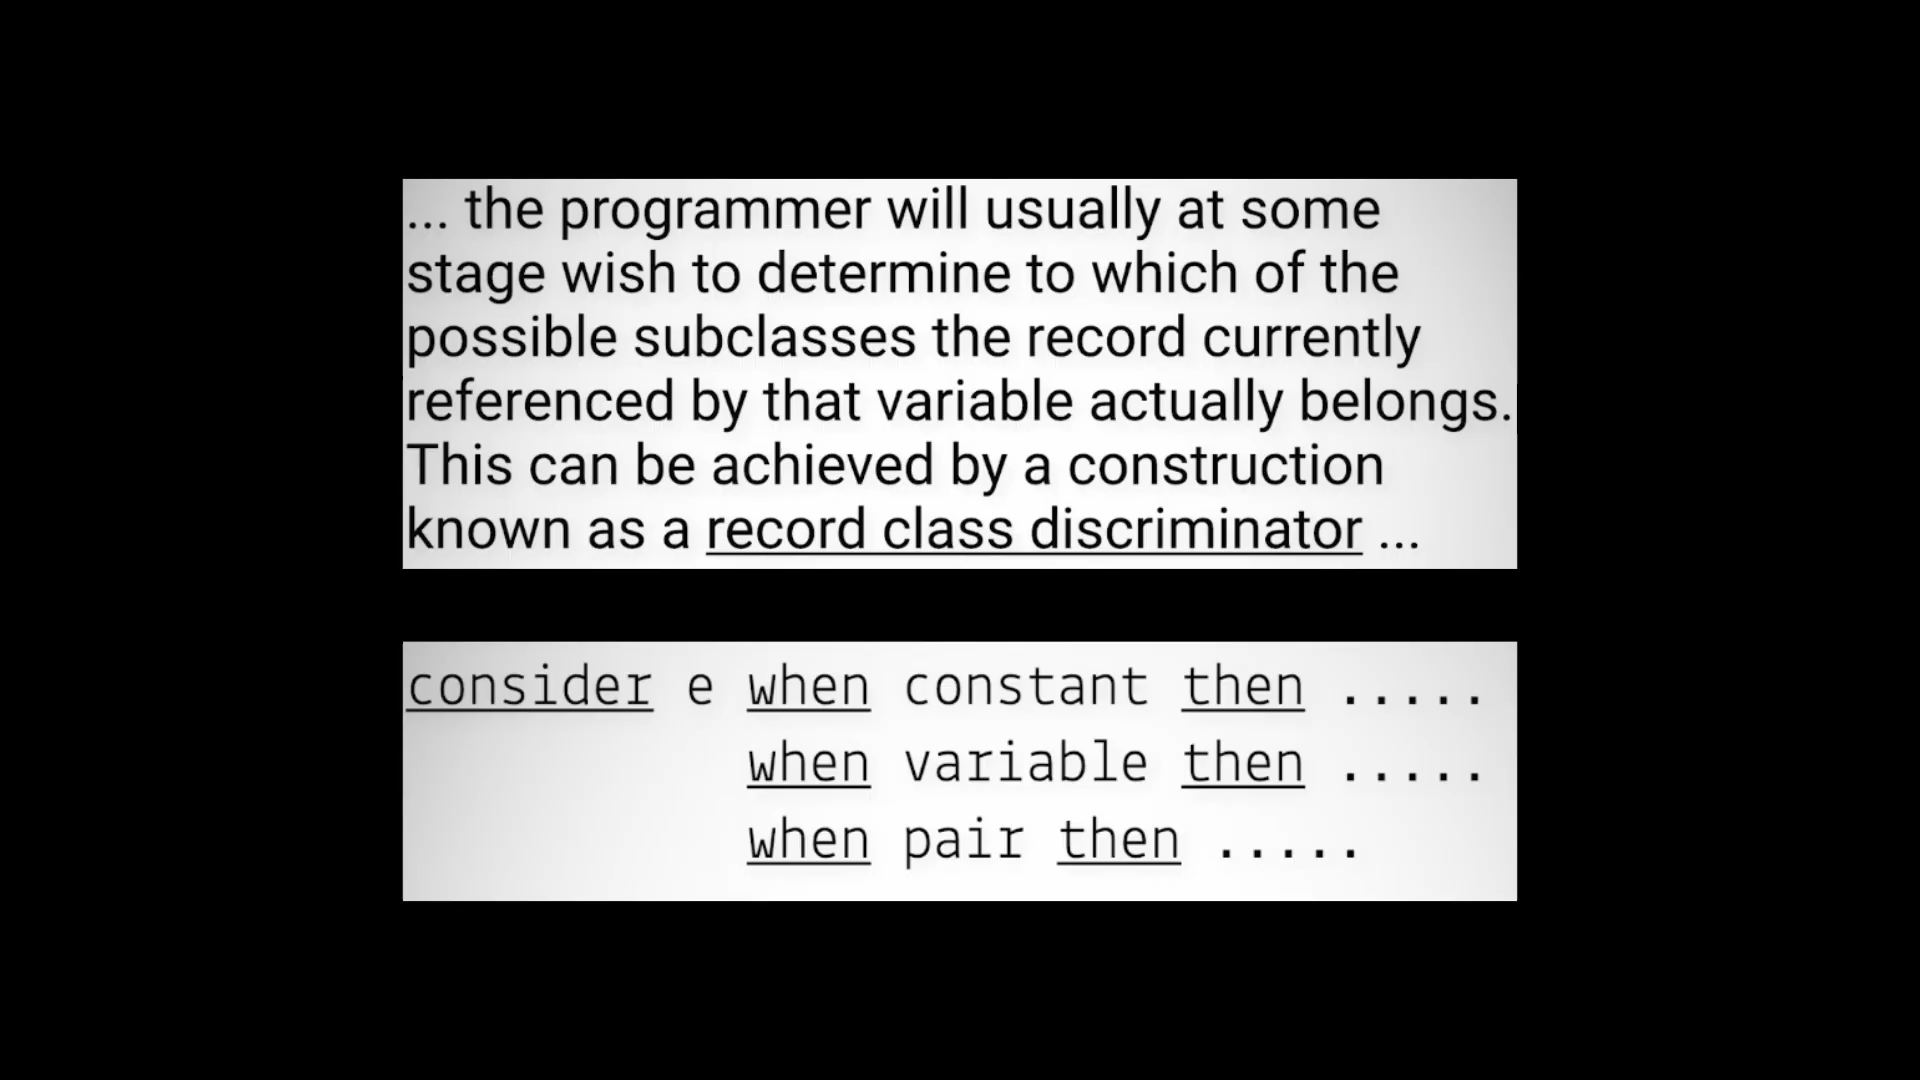 ... the programmer will usually at some
stage wish to determine to which of the
possible subclasses the record currently
referenced by that variable actually belongs.
This can be achieved by a construction
known as a record class discriminator ...
consider e when constant then .....
when variable then .....
when pair then .....